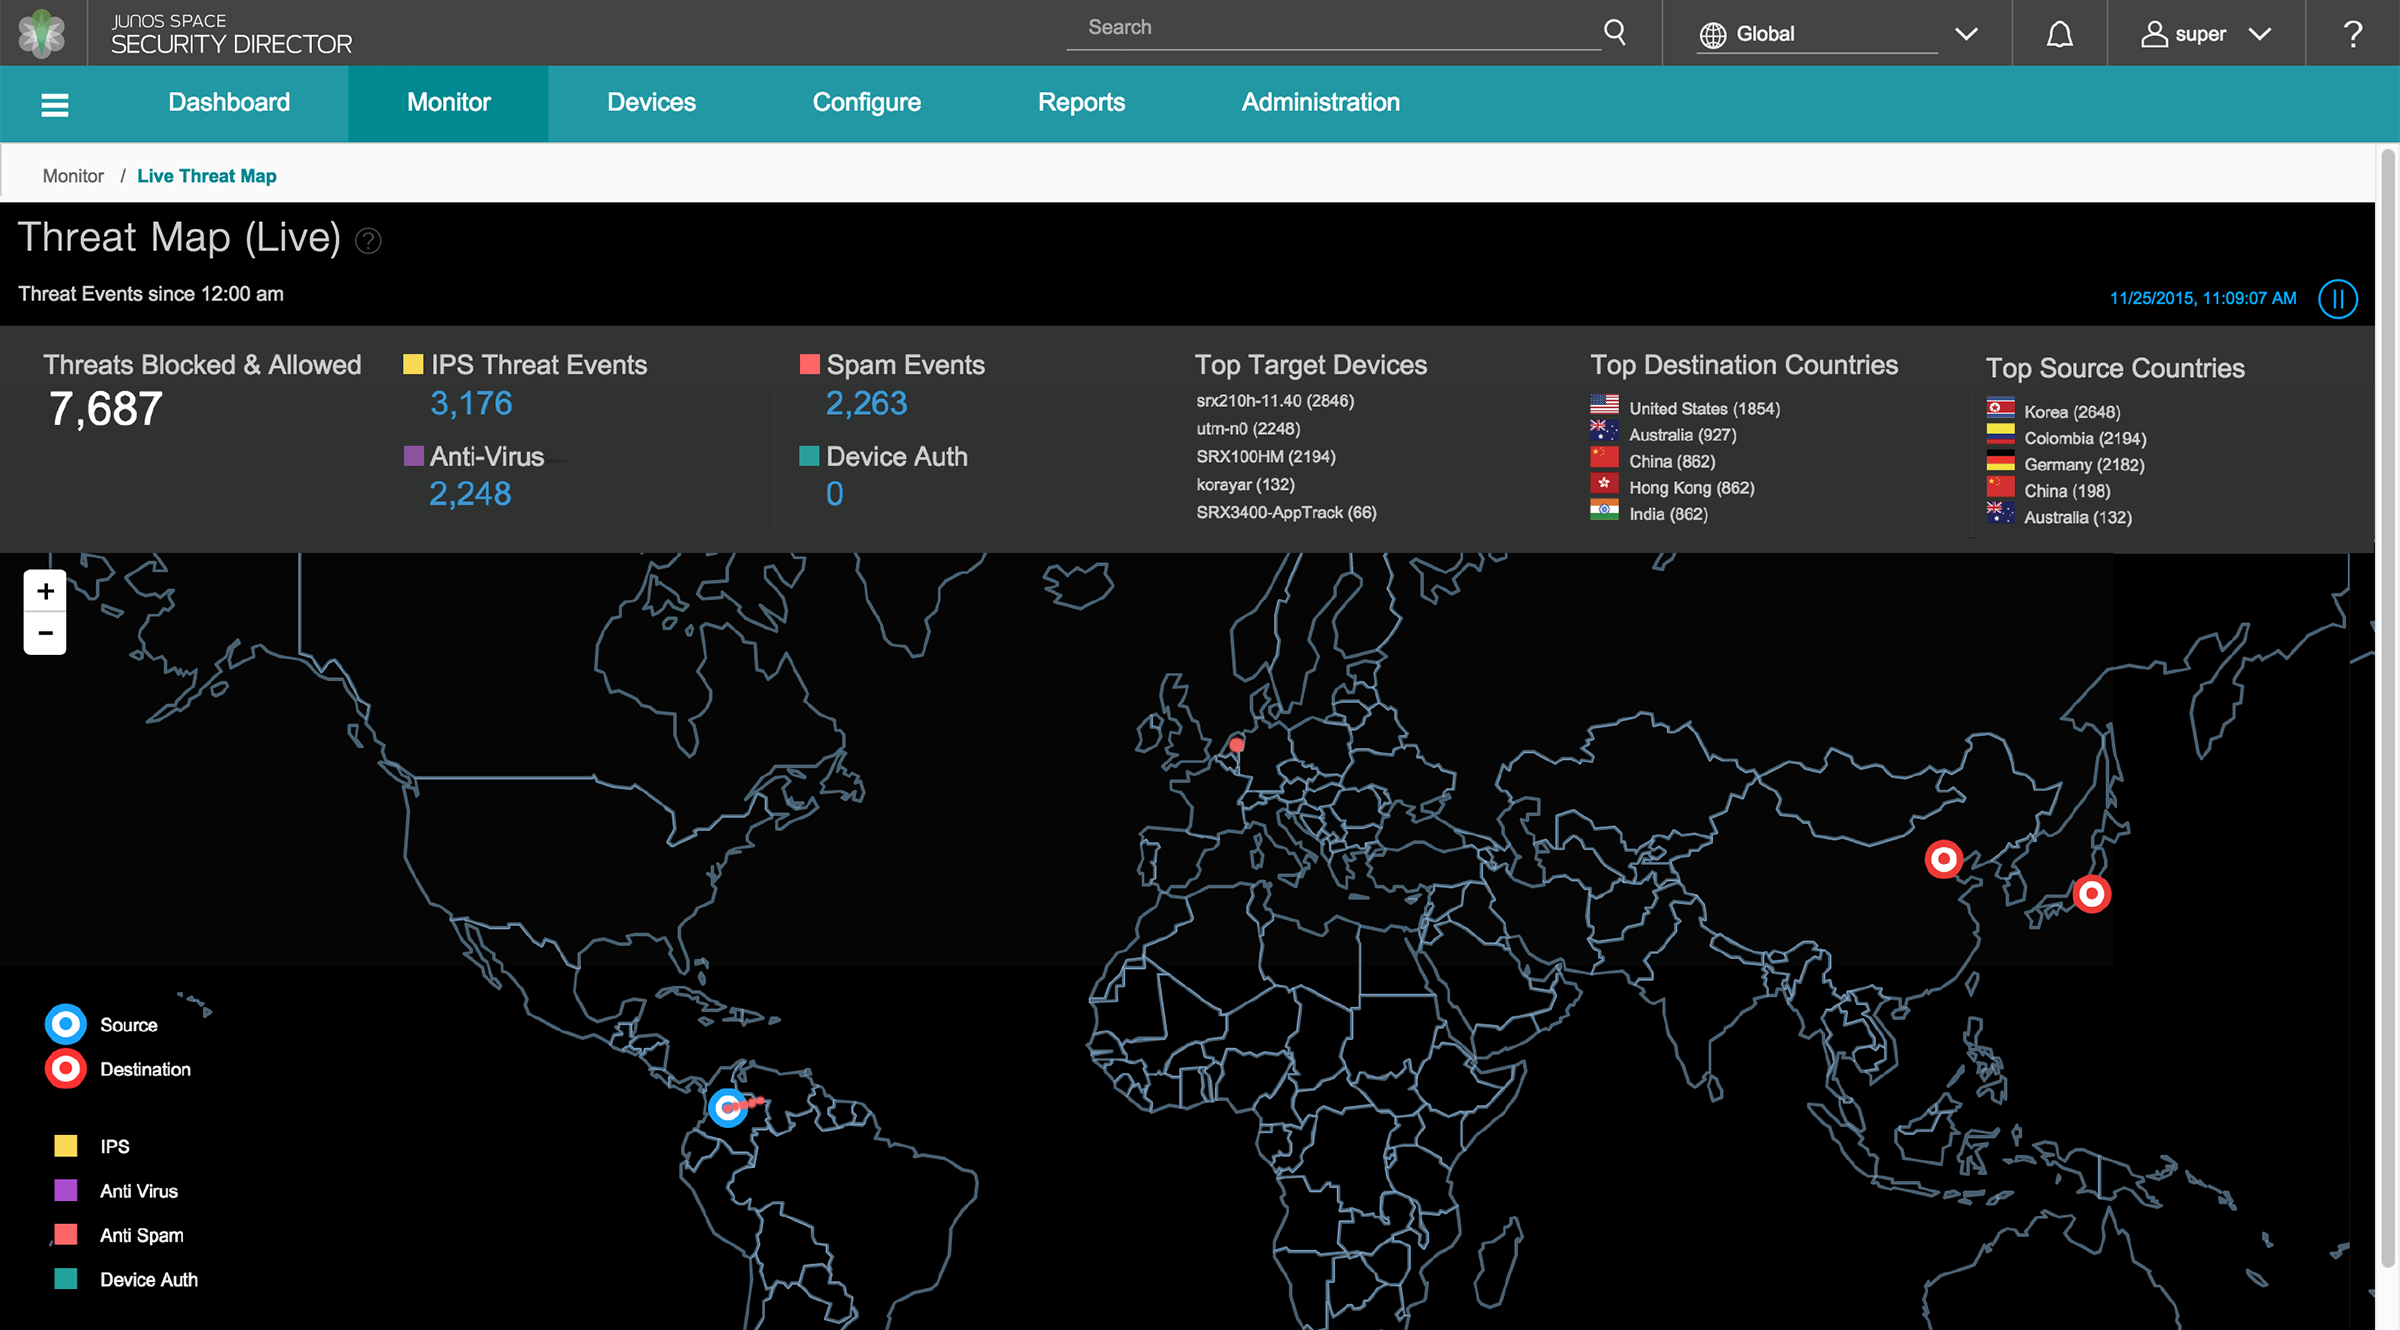 JUNOS SPACE
SECURITY DIRECTOR
Search
Global
super
?
Dashboard
Monitor
Devices
Configure
Reports
Administration
Monitor / Live Threat Map
Threat Map (Live) ?
Threat Events since 12:00 am
11/25/2015, 11:09:07 AM
Threats Blocked & Allowed
7,687
IPS Threat Events
3,176
Anti-Virus
2,248
Spam Events
2,263
Device Auth
0
Top Target Devices
srx210h-11.40 (2846)
utm-n0 (2248)
SRX100HM (2194)
korayar (132)
SRX3400-AppTrack (66)
Top Destination Countries
United States (1854)
Australia (927)
China (862)
Hong Kong (862)
India (862)
Top Source Countries
Korea (2648)
Colombia (2194)
Germany (2182)
China (198)
Australia (132)
+
−
Source
Destination
IPS
Anti Virus
Anti Spam
Device Auth